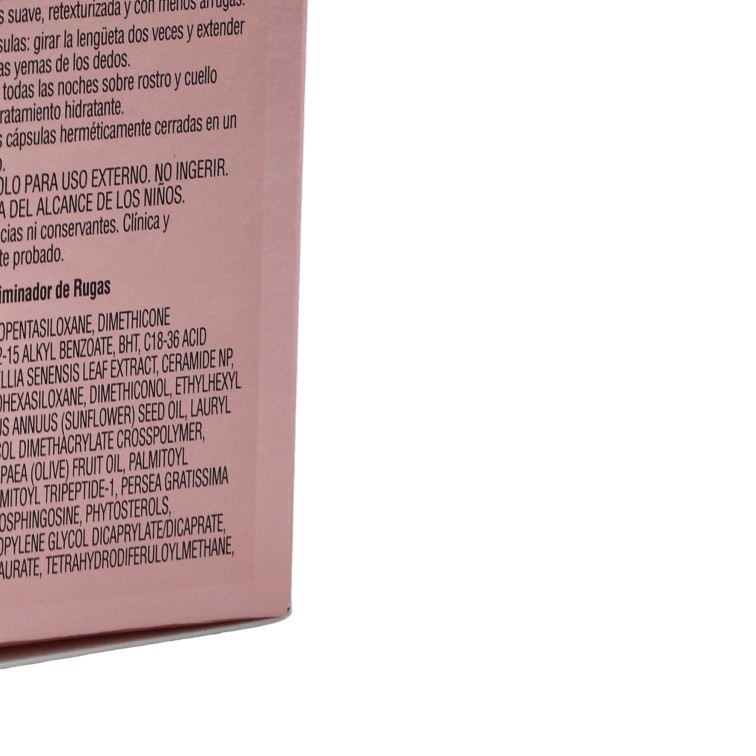 s suave, retexturizada y con menos arrugas.
sulas: girar la lengüeta dos veces y extender
as yemas de los dedos.
todas las noches sobre rostro y cuello
ratamiento hidratante.
s cápsulas herméticamente cerradas en un
o.
OLO PARA USO EXTERNO. NO INGERIR.
A DEL ALCANCE DE LOS NIÑOS.
cias ni conservantes. Clínica y
te probado.
iminador de Rugas
OPENTASILOXANE, DIMETHICONE
2-15 ALKYL BENZOATE, BHT, C18-36 ACID
LLIA SENENSIS LEAF EXTRACT, CERAMIDE NP,
OHEXASILOXANE, DIMETHICONOL, ETHYLHEXYL
US ANNUUS (SUNFLOWER) SEED OIL, LAURYL
COL DIMETHACRYLATE CROSSPOLYMER,
PAEA (OLIVE) FRUIT OIL, PALMITOYL
MITOYL TRIPEPTIDE-1, PERSEA GRATISSIMA
OSPHINGOSINE, PHYTOSTEROLS,
OPYLENE GLYCOL DICAPRYLATE/DICAPRATE,
AURATE, TETRAHYDRODIFERULOYLMETHANE,